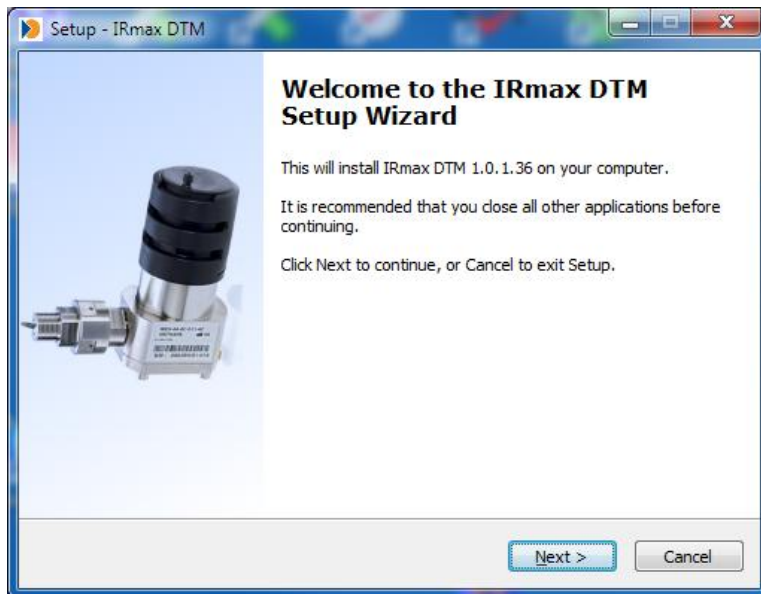 Setup - IRmax DTM
Welcome to the IRmax DTM
Setup Wizard
This will install IRmax DTM 1.0.1.36 on your computer.
It is recommended that you close all other applications before
continuing.
Click Next to continue, or Cancel to exit Setup.
Next >
Cancel